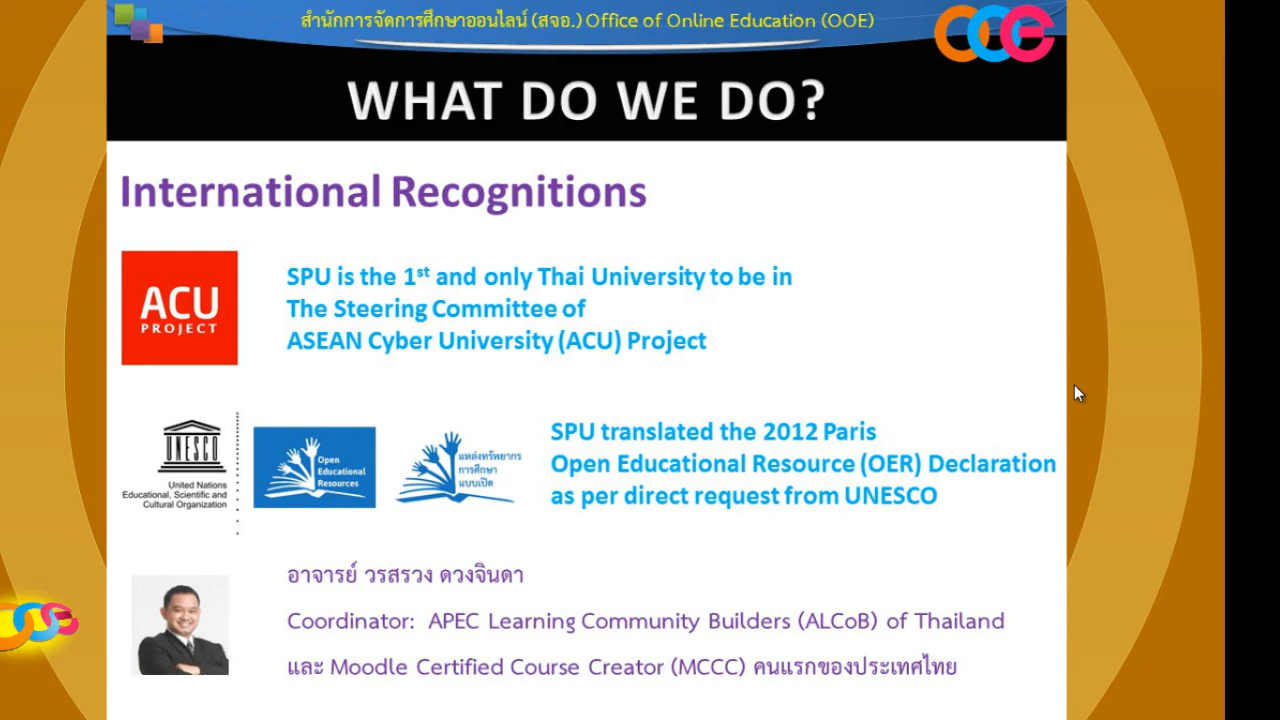 สำนักการจัดการศึกษาออนไลน์ (สจอ.) Office of Online Education (OOE)
OOE
WHAT DO WE DO?
International Recognitions
ACU
PROJECT
SPU is the 1st and only Thai University to be in
The Steering Committee of
ASEAN Cyber University (ACU) Project
UNESCO
United Nations
Educational, Scientific and
Cultural Organization
Open
Educational
Resources
แหล่งทรัพยากร
การศึกษา
แบบเปิด
SPU translated the 2012 Paris
Open Educational Resource (OER) Declaration
as per direct request from UNESCO
อาจารย์ วรสรวง ดวงจินดา
Coordinator: APEC Learning Community Builders (ALCoB) of Thailand
และ Moodle Certified Course Creator (MCCC) คนแรกของประเทศไทย
OOE